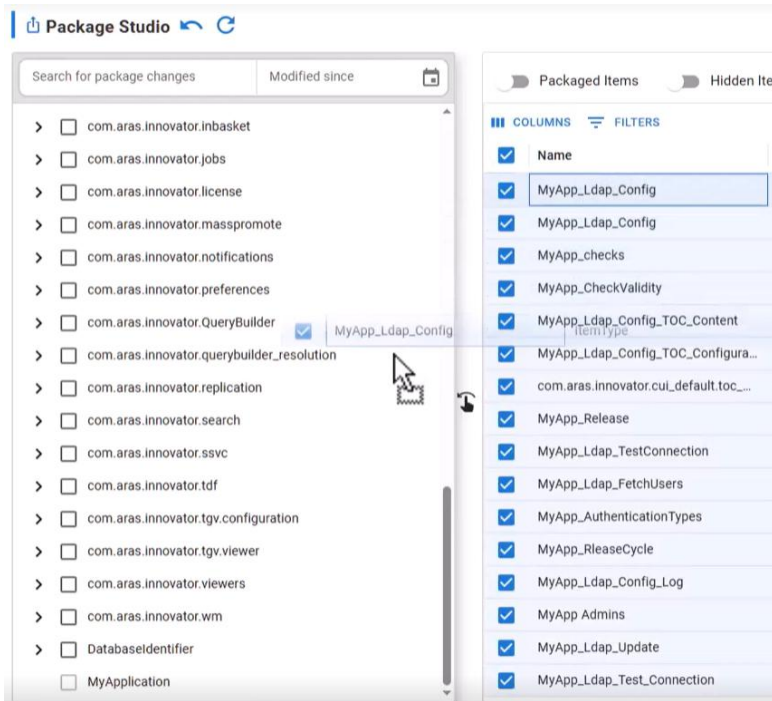 Package Studio
Search for package changes
Modified since
com.aras.innovator.inbasket
com.aras.innovator.jobs
com.aras.innovator.license
com.aras.innovator.masspromote
com.aras.innovator.notifications
com.aras.innovator.preferences
com.aras.innovator.QueryBuilder
com.aras.innovator.querybuilder_resolution
com.aras.innovator.replication
com.aras.innovator.search
com.aras.innovator.ssvc
com.aras.innovator.tdf
com.aras.innovator.tgv.configuration
com.aras.innovator.tgv.viewer
com.aras.innovator.viewers
com.aras.innovator.wm
DatabaseIdentifier
MyApplication
MyApp_Ldap_Config
ItemType
Packaged Items
Hidden Ite
COLUMNS
FILTERS
Name
MyApp_Ldap_Config
MyApp_Ldap_Config
MyApp_checks
MyApp_CheckValidity
MyApp_Ldap_Config_TOC_Content
MyApp_Ldap_Config_TOC_Configura...
com.aras.innovator.cui_default.toc_...
MyApp_Release
MyApp_Ldap_TestConnection
MyApp_Ldap_FetchUsers
MyApp_AuthenticationTypes
MyApp_RleaseCycle
MyApp_Ldap_Config_Log
MyApp Admins
MyApp_Ldap_Update
MyApp_Ldap_Test_Connection